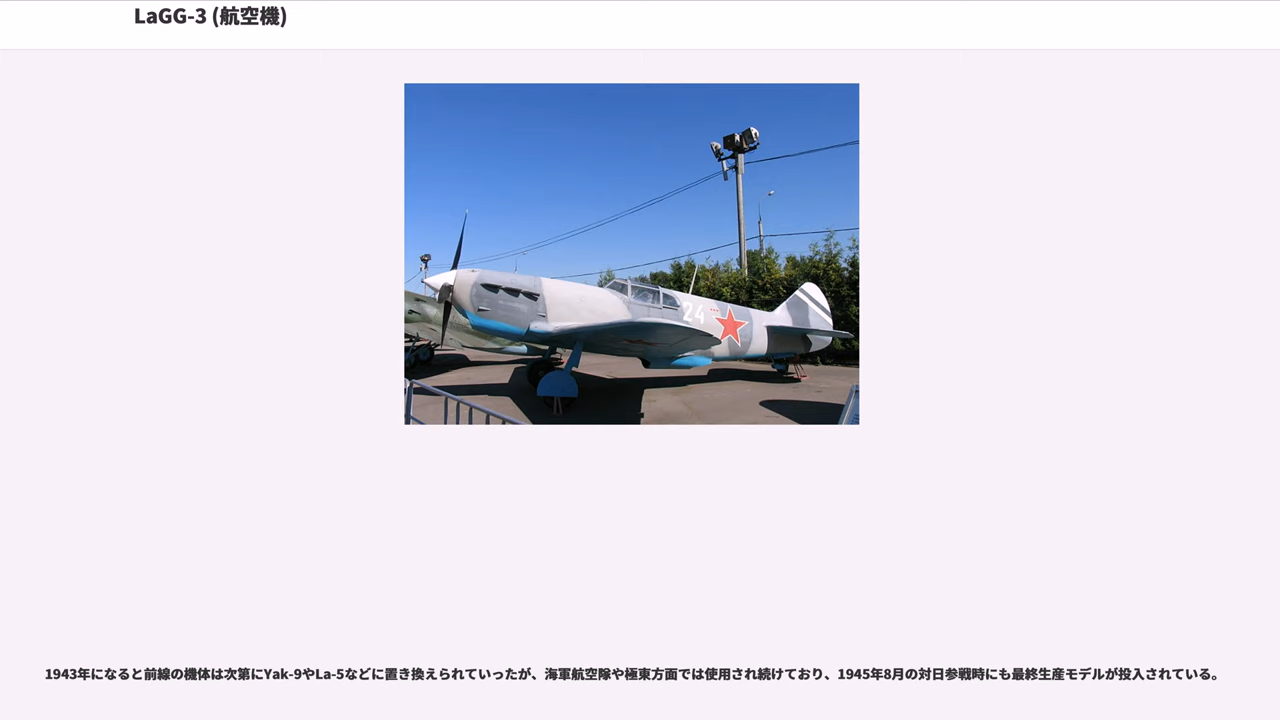 LaGG-3 (航空機)
24
1943年になると前線の機体は次第にYak-9やLa-5などに置き換えられていったが、海軍航空隊や極東方面では使用され続けており、1945年8月の対日参戦時にも最終生産モデルが投入されている。